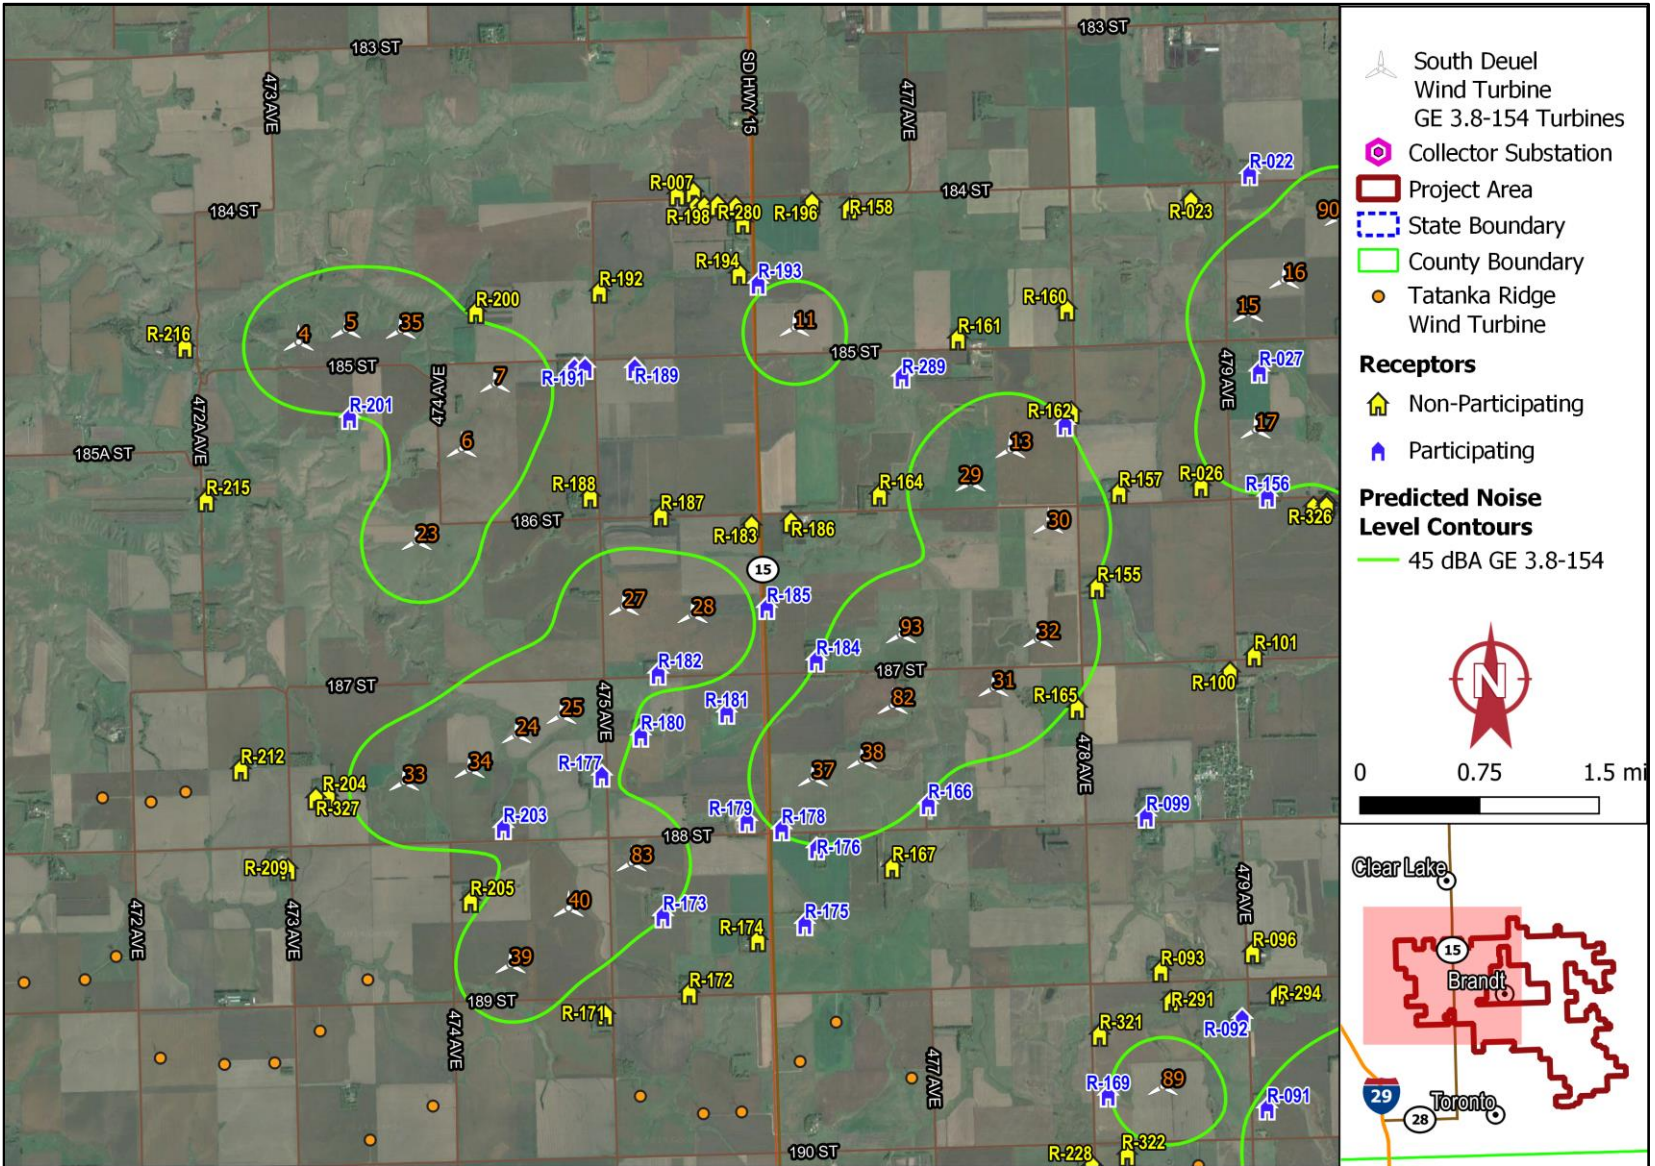 183 ST
183 ST
473 AVE
SD HWY 15
477 AVE
R-022
R-007
184 ST
R-198
R-280
R-196
R-158
R-023
184 ST
90
R-194
R-193
R-192
16
R-200
R-160
15
4
5
35
11
R-161
R-216
185 ST
185 ST
R-027
7
R-191
R-189
R-289
474 AVE
479 AVE
R-201
R-162
472A AVE
17
6
13
185A ST
29
R-164
R-157
R-026
R-156
R-188
R-215
R-187
R-326
186 ST
R-183
R-186
30
23
15
R-155
27
28
R-185
93
32
R-101
R-184
R-182
187 ST
187 ST
31
R-100
R-181
82
R-165
25
475 AVE
24
R-180
478 AVE
R-212
34
33
R-177
37
38
R-204
R-327
R-166
R-099
R-203
R-179
R-178
188 ST
R-176
83
R-167
R-209
R-205
479 AVE
40
R-173
R-175
472 AVE
473 AVE
R-174
R-096
39
R-093
R-172
189 ST
R-291
R-294
R-171
R-321
R-092
474 AVE
477 AVE
89
R-169
R-091
190 ST
R-322
R-228
South Deuel
Wind Turbine
GE 3.8-154 Turbines
Collector Substation
Project Area
State Boundary
County Boundary
Tatanka Ridge
Wind Turbine
Receptors
Non-Participating
Participating
Predicted Noise
Level Contours
45 dBA GE 3.8-154
N
0 0.75 1.5 mi
Clear Lake
15
Brandt
29
28
Toronto